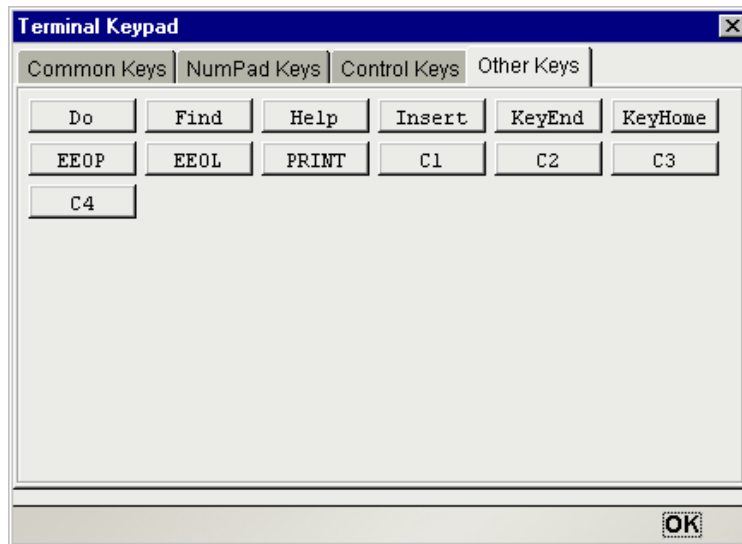 Terminal Keypad
Common Keys NumPad Keys Control Keys Other Keys
Do Find Help Insert KeyEnd KeyHome
EEOP EEOL PRINT C1 C2 C3
C4
OK